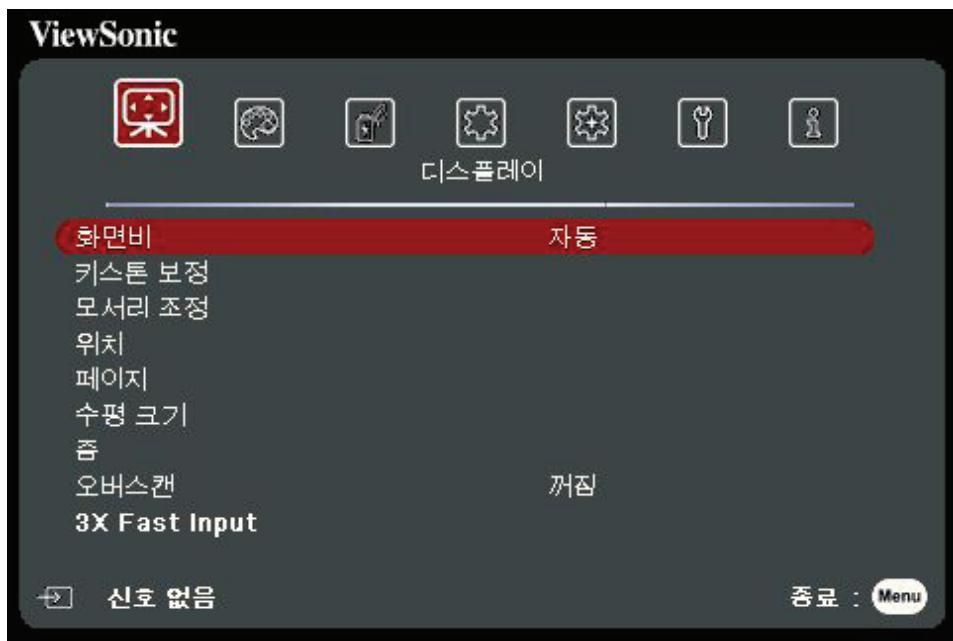 ViewSonic
디스플레이
화면비 자동
키스톤 보정
모서리 조정
위치
페이지
수평 크기
줌
오버스캔 꺼짐
3X Fast Input
신호 없음 종료 : Menu